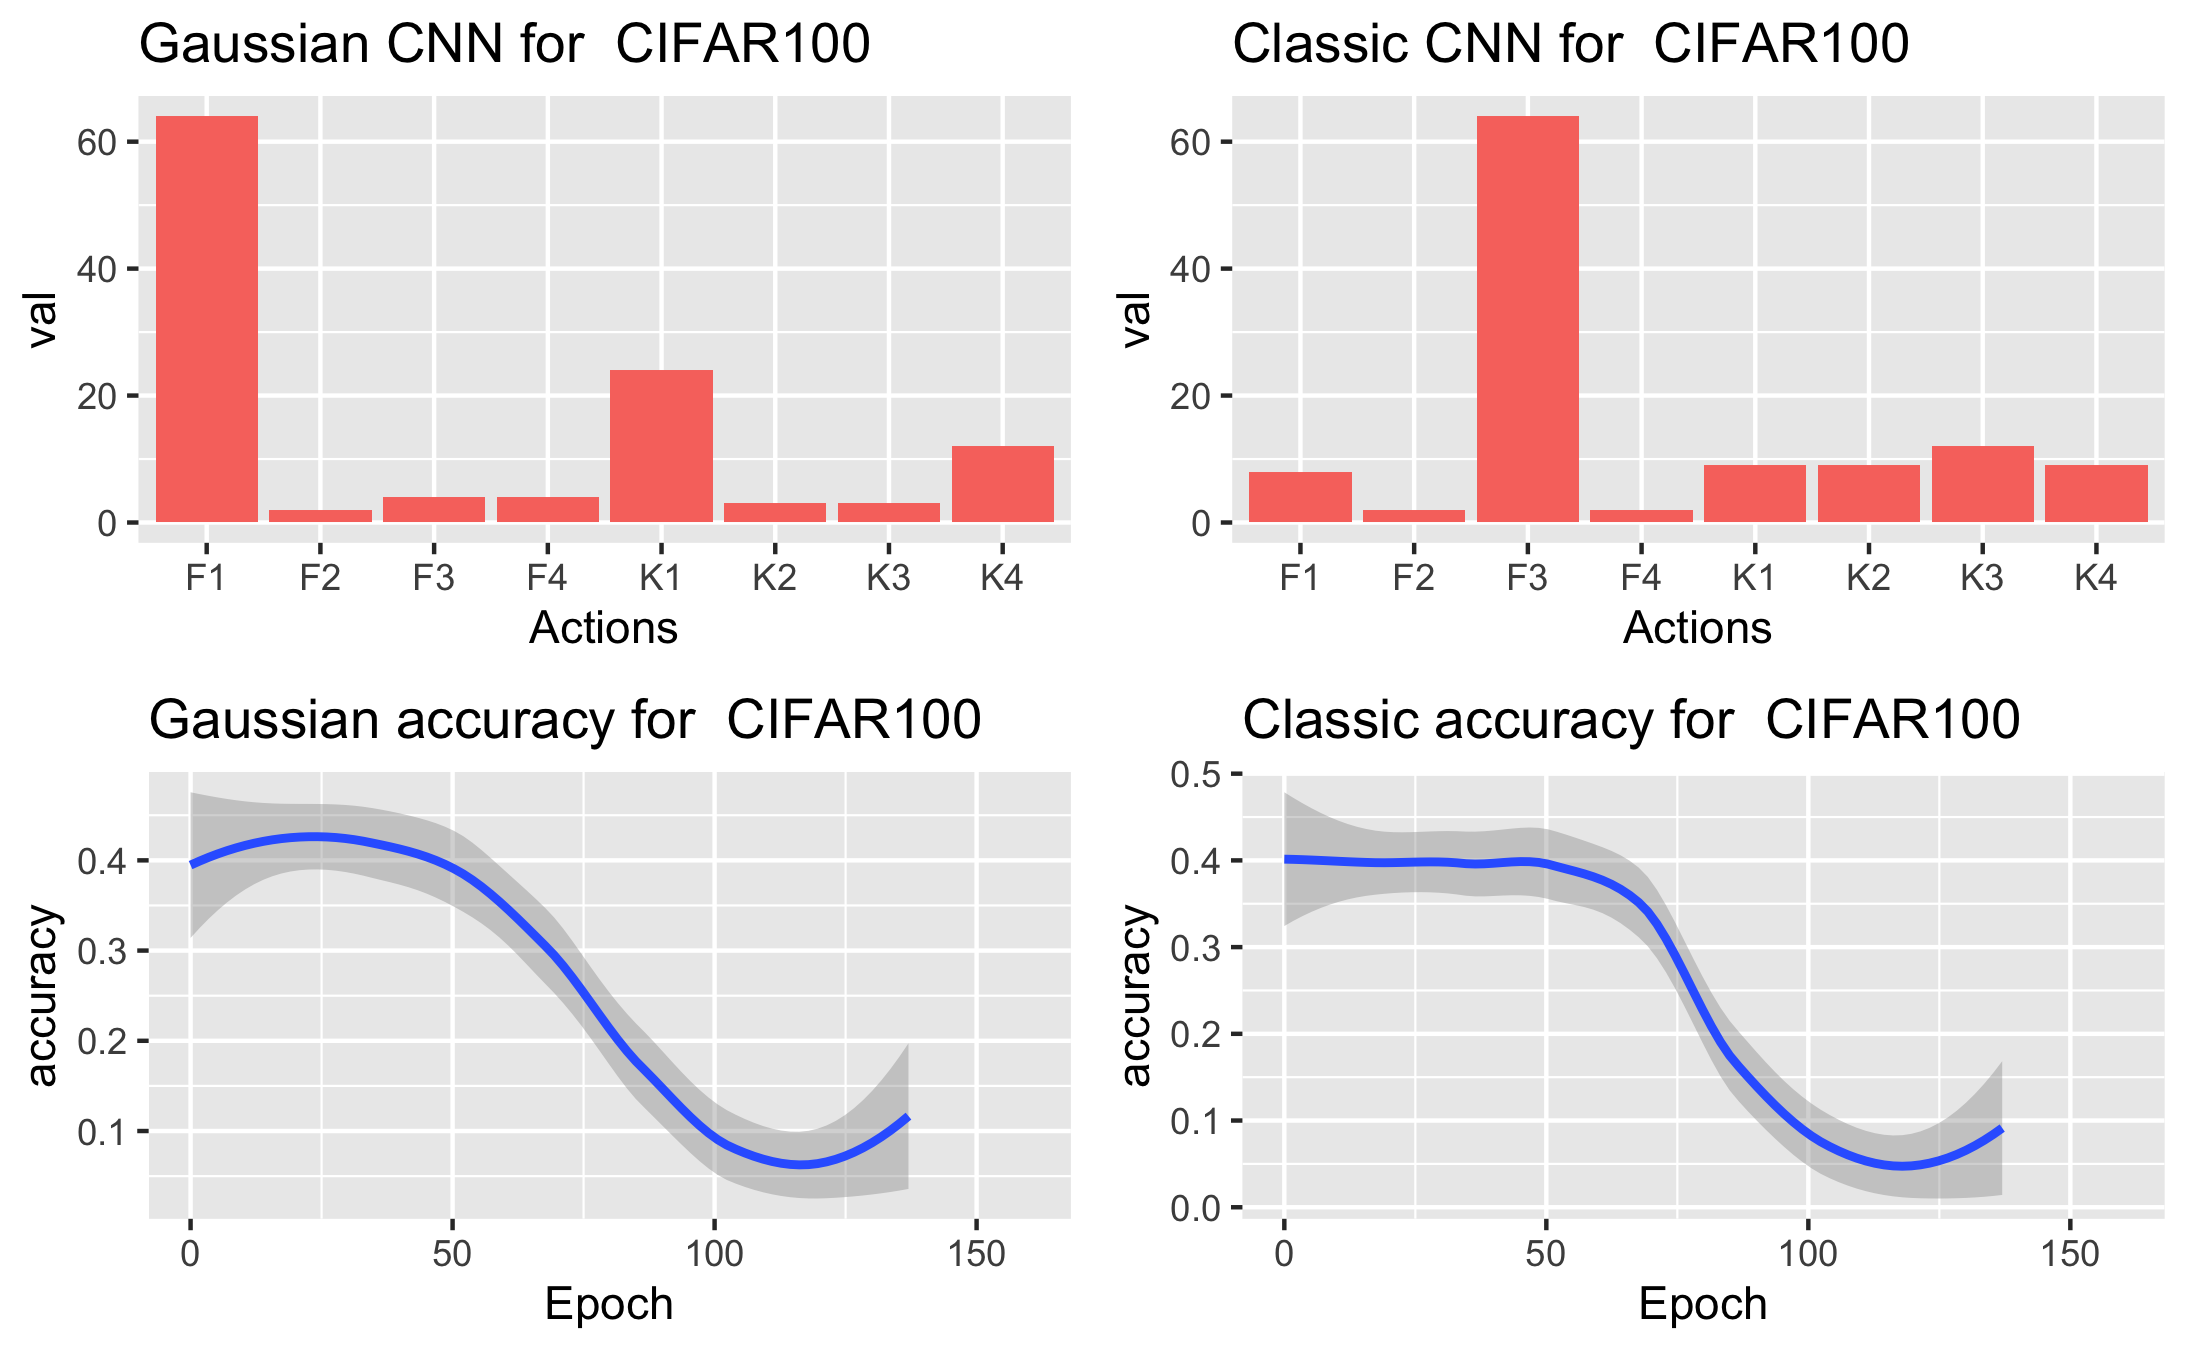 Gaussian CNN for  CIFAR100
60
40
20
0
val
F1 F2 F3 F4 K1 K2 K3 K4
Actions
Classic CNN for  CIFAR100
60
40
20
0
val
F1 F2 F3 F4 K1 K2 K3 K4
Actions
Gaussian accuracy for  CIFAR100
0.4
0.3
0.2
0.1
accuracy
0 50 100 150
Epoch
Classic accuracy for  CIFAR100
0.5
0.4
0.3
0.2
0.1
0.0
accuracy
0 50 100 150
Epoch